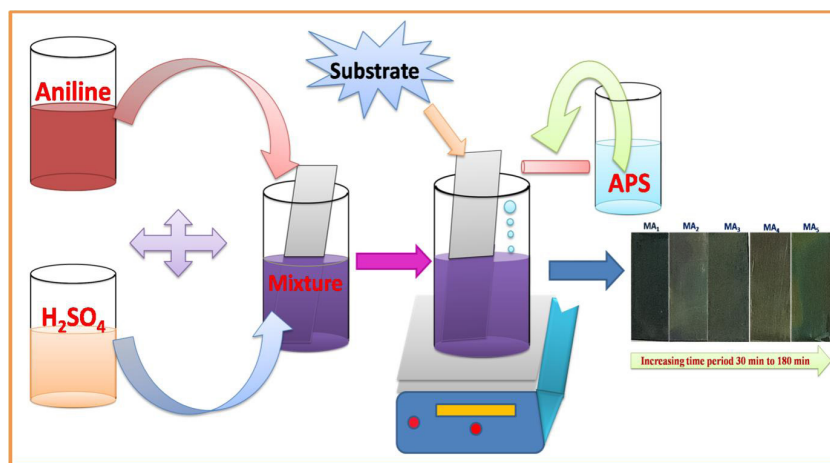 Aniline
Substrate
APS
Mixture
H₂SO₄
MA₁ MA₂ MA₃ MA₄ MA₅
Increasing time period 30 min to 180 min